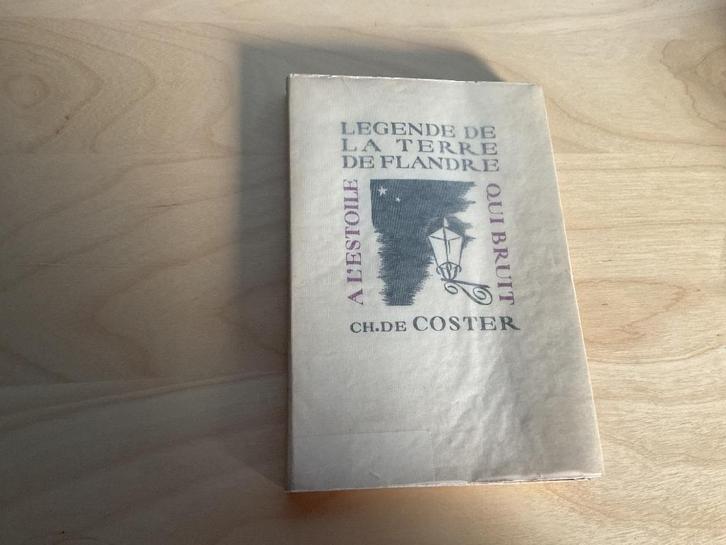 LEGENDE DE
LA TERRE
DE FLANDRE
A L'ESTOILE
QUI BRUIT
CH. DE COSTER